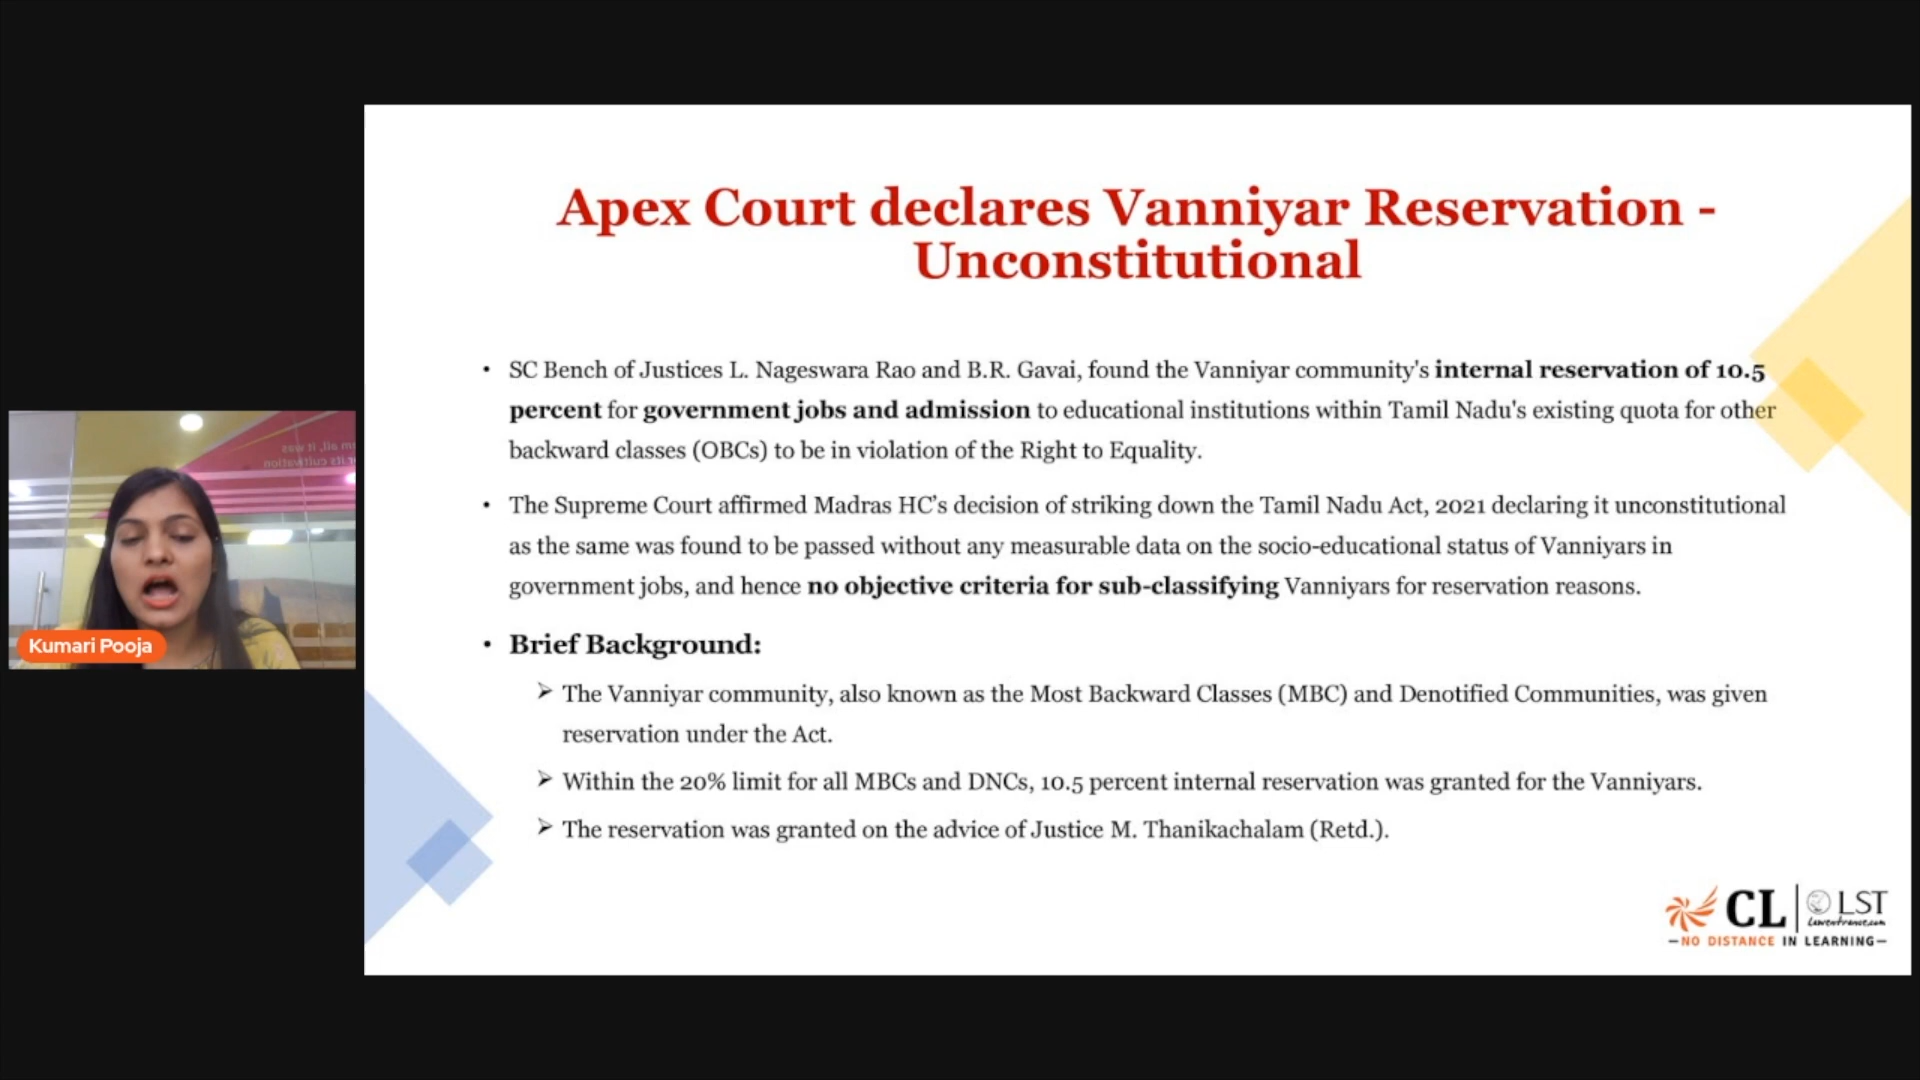 Apex Court declares Vanniyar Reservation -
Unconstitutional
• SC Bench of Justices L. Nageswara Rao and B.R. Gavai, found the Vanniyar community's internal reservation of 10.5
percent for government jobs and admission to educational institutions within Tamil Nadu's existing quota for other
backward classes (OBCs) to be in violation of the Right to Equality.
• The Supreme Court affirmed Madras HC’s decision of striking down the Tamil Nadu Act, 2021 declaring it unconstitutional
as the same was found to be passed without any measurable data on the socio-educational status of Vanniyars in
government jobs, and hence no objective criteria for sub-classifying Vanniyars for reservation reasons.
• Brief Background:
➢ The Vanniyar community, also known as the Most Backward Classes (MBC) and Denotified Communities, was given
reservation under the Act.
➢ Within the 20% limit for all MBCs and DNCs, 10.5 percent internal reservation was granted for the Vanniyars.
➢ The reservation was granted on the advice of Justice M. Thanikachalam (Retd.).
Kumari Pooja
CL | LST
Lawentrance.com
—NO DISTANCE IN LEARNING—